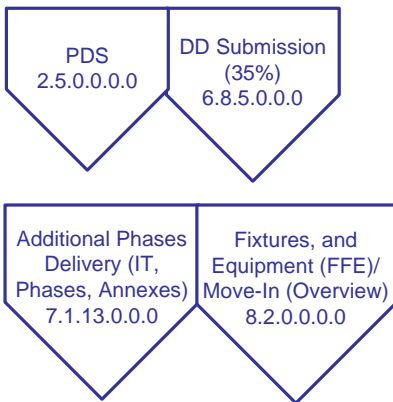 PDS
2.5.0.0.0.0
DD Submission
(35%)
6.8.5.0.0.0
Additional Phases
Delivery (IT,
Phases, Annexes)
7.1.13.0.0.0
Fixtures, and
Equipment (FFE)/
Move-In (Overview)
8.2.0.0.0.0